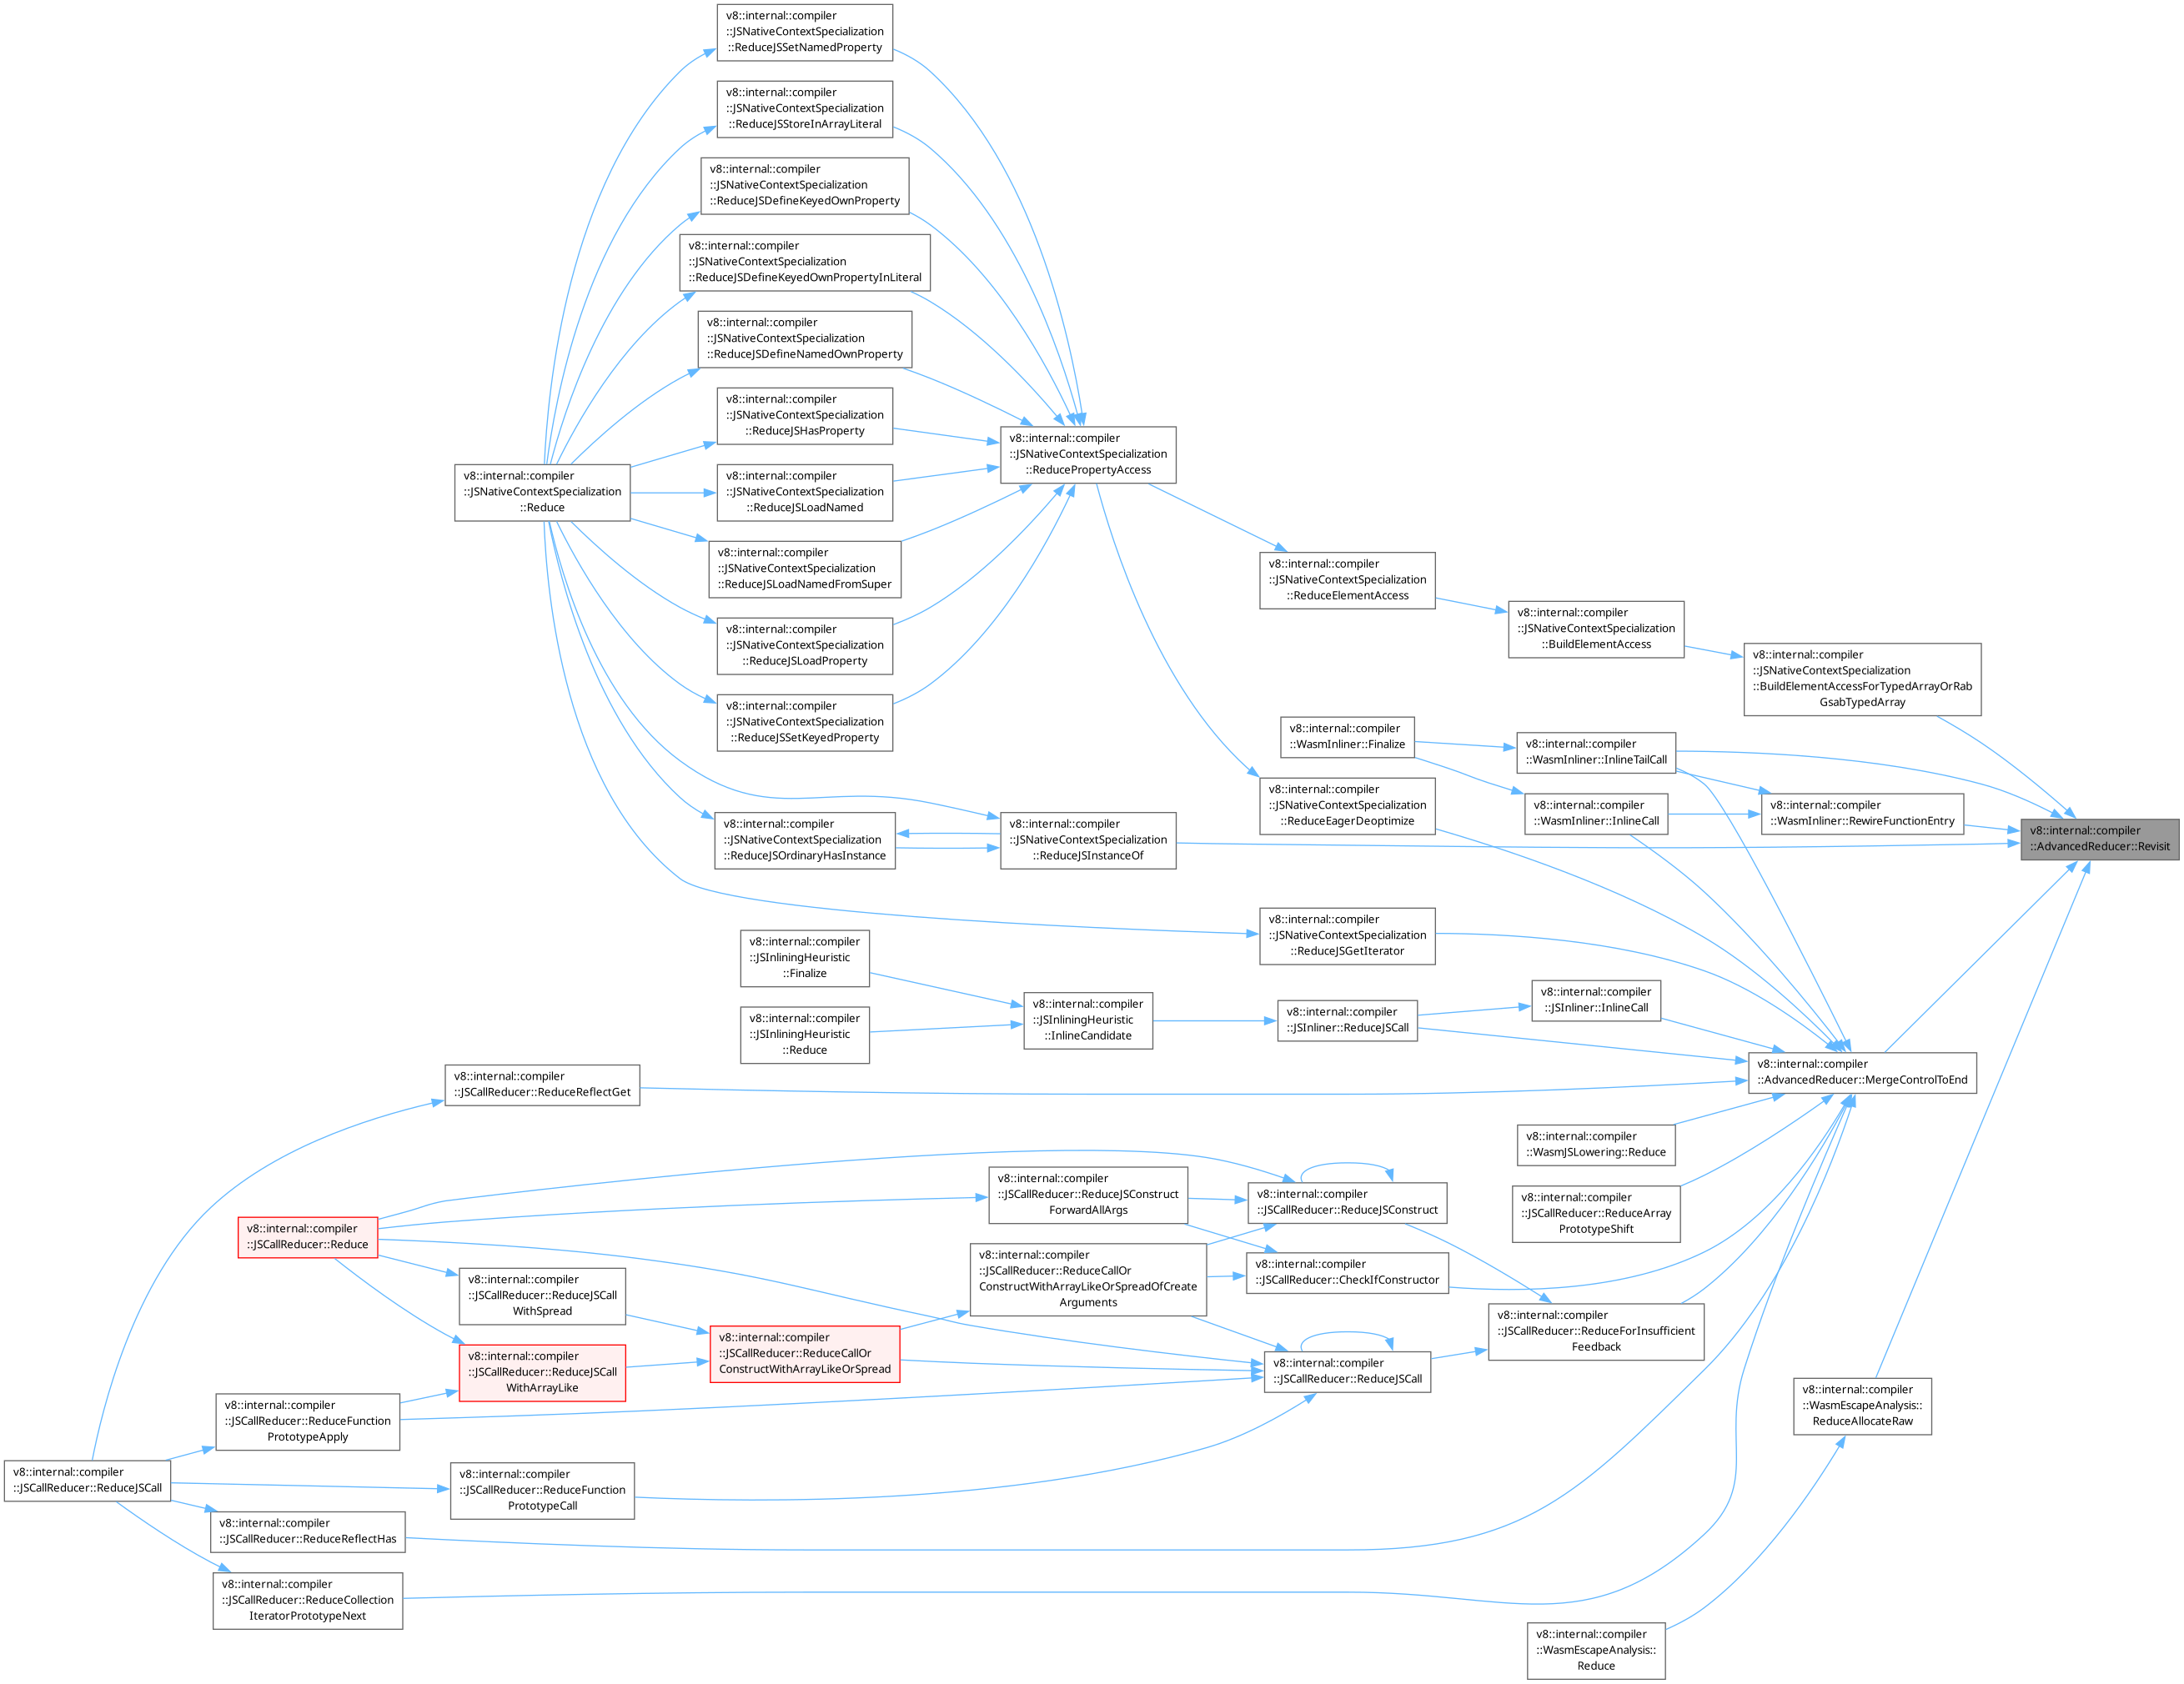 v8::internal::compiler
::JSNativeContextSpecialization
::ReduceJSSetNamedProperty
v8::internal::compiler
::JSNativeContextSpecialization
::ReduceJSStoreInArrayLiteral
v8::internal::compiler
::JSNativeContextSpecialization
::ReduceJSDefineKeyedOwnProperty
v8::internal::compiler
::JSNativeContextSpecialization
::ReduceJSDefineKeyedOwnPropertyInLiteral
v8::internal::compiler
::JSNativeContextSpecialization
::ReduceJSDefineNamedOwnProperty
v8::internal::compiler
::JSNativeContextSpecialization
::ReduceJSHasProperty
v8::internal::compiler
::JSNativeContextSpecialization
::ReducePropertyAccess
v8::internal::compiler
::JSNativeContextSpecialization
::Reduce
v8::internal::compiler
::JSNativeContextSpecialization
::ReduceJSLoadNamed
v8::internal::compiler
::JSNativeContextSpecialization
::ReduceJSLoadNamedFromSuper
v8::internal::compiler
::JSNativeContextSpecialization
::ReduceElementAccess
v8::internal::compiler
::JSNativeContextSpecialization
::BuildElementAccess
v8::internal::compiler
::JSNativeContextSpecialization
::ReduceJSLoadProperty
v8::internal::compiler
::JSNativeContextSpecialization
::BuildElementAccessForTypedArrayOrRab
GsabTypedArray
v8::internal::compiler
::JSNativeContextSpecialization
::ReduceJSSetKeyedProperty
v8::internal::compiler
::WasmInliner::Finalize
v8::internal::compiler
::WasmInliner::InlineTailCall
v8::internal::compiler
::JSNativeContextSpecialization
::ReduceEagerDeoptimize
v8::internal::compiler
::WasmInliner::InlineCall
v8::internal::compiler
::WasmInliner::RewireFunctionEntry
v8::internal::compiler
::AdvancedReducer::Revisit
v8::internal::compiler
::JSNativeContextSpecialization
::ReduceJSOrdinaryHasInstance
v8::internal::compiler
::JSNativeContextSpecialization
::ReduceJSInstanceOf
v8::internal::compiler
::JSNativeContextSpecialization
::ReduceJSGetIterator
v8::internal::compiler
::JSInliningHeuristic
::Finalize
v8::internal::compiler
::JSInliner::InlineCall
v8::internal::compiler
::JSInliningHeuristic
::InlineCandidate
v8::internal::compiler
::JSInliner::ReduceJSCall
v8::internal::compiler
::JSInliningHeuristic
::Reduce
v8::internal::compiler
::AdvancedReducer::MergeControlToEnd
v8::internal::compiler
::JSCallReducer::ReduceReflectGet
v8::internal::compiler
::WasmJSLowering::Reduce
v8::internal::compiler
::JSCallReducer::ReduceJSConstruct
ForwardAllArgs
v8::internal::compiler
::JSCallReducer::ReduceJSConstruct
v8::internal::compiler
::JSCallReducer::ReduceArray
PrototypeShift
v8::internal::compiler
::JSCallReducer::Reduce
v8::internal::compiler
::JSCallReducer::ReduceCallOr
ConstructWithArrayLikeOrSpreadOfCreate
Arguments
v8::internal::compiler
::JSCallReducer::CheckIfConstructor
v8::internal::compiler
::JSCallReducer::ReduceJSCall
WithSpread
v8::internal::compiler
::JSCallReducer::ReduceForInsufficient
Feedback
v8::internal::compiler
::JSCallReducer::ReduceCallOr
ConstructWithArrayLikeOrSpread
v8::internal::compiler
::JSCallReducer::ReduceJSCall
WithArrayLike
v8::internal::compiler
::JSCallReducer::ReduceJSCall
v8::internal::compiler
::WasmEscapeAnalysis::
ReduceAllocateRaw
v8::internal::compiler
::JSCallReducer::ReduceFunction
PrototypeApply
v8::internal::compiler
::JSCallReducer::ReduceJSCall
v8::internal::compiler
::JSCallReducer::ReduceFunction
PrototypeCall
v8::internal::compiler
::JSCallReducer::ReduceReflectHas
v8::internal::compiler
::JSCallReducer::ReduceCollection
IteratorPrototypeNext
v8::internal::compiler
::WasmEscapeAnalysis::
Reduce